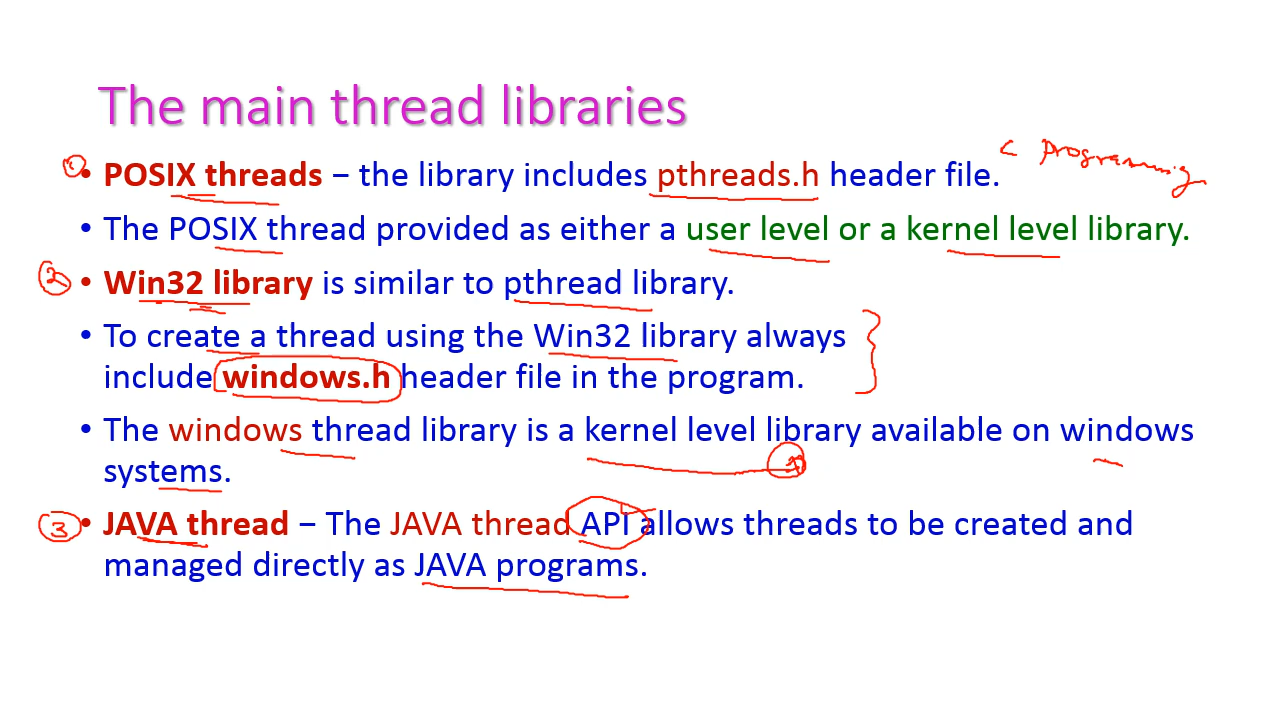 The main thread libraries
C Programming
① • POSIX threads – the library includes pthreads.h header file.
• The POSIX thread provided as either a user level or a kernel level library.
② • Win32 library is similar to pthread library.
• To create a thread using the Win32 library always
include windows.h header file in the program.
• The windows thread library is a kernel level library available on windows
systems.
③ • JAVA thread – The JAVA thread API allows threads to be created and
managed directly as JAVA programs.